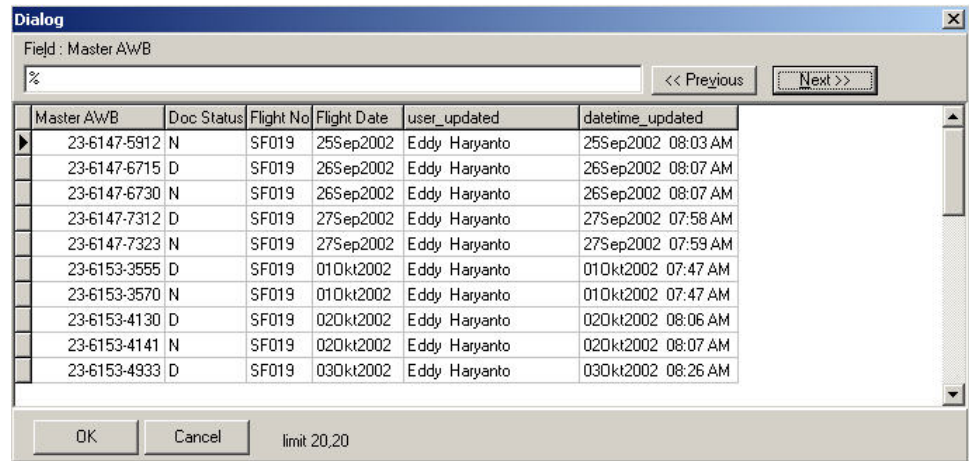 Dialog
Field : Master AWB
%
<< Previous Next >>
Master AWB Doc Status Flight No Flight Date user_updated datetime_updated
23-6147-5912 N SF019 25Sep2002 Eddy Haryanto 25Sep2002 08:03 AM
23-6147-6715 D SF019 26Sep2002 Eddy Haryanto 26Sep2002 08:07 AM
23-6147-6730 N SF019 26Sep2002 Eddy Haryanto 26Sep2002 08:07 AM
23-6147-7312 D SF019 27Sep2002 Eddy Haryanto 27Sep2002 07:58 AM
23-6147-7323 N SF019 27Sep2002 Eddy Haryanto 27Sep2002 07:59 AM
23-6153-3555 D SF019 01Okt2002 Eddy Haryanto 01Okt2002 07:47 AM
23-6153-3570 N SF019 01Okt2002 Eddy Haryanto 01Okt2002 07:47 AM
23-6153-4130 D SF019 02Okt2002 Eddy Haryanto 02Okt2002 08:06 AM
23-6153-4141 N SF019 02Okt2002 Eddy Haryanto 02Okt2002 08:07 AM
23-6153-4933 D SF019 03Okt2002 Eddy Haryanto 03Okt2002 08:26 AM
OK Cancel limit 20,20